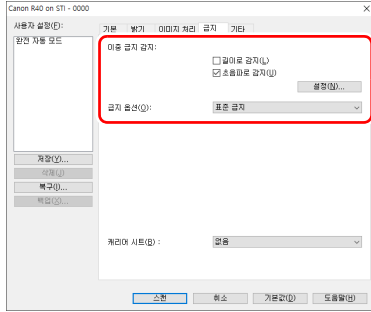 Canon R40 on STI - 0000
사용자 설정(F):
완전 자동 모드
저장(Y)...
삭제(J)
복구(I)...
백업(X)...
기본 밝기 이미지 처리 급지 기타
이중 급지 감지:
길이로 감지(L)
초음파로 감지(U)
설정(N)...
급지 옵션(O):
표준 급지
캐리어 시트(B) :
없음
스캔 취소 기본값(D) 도움말(H)